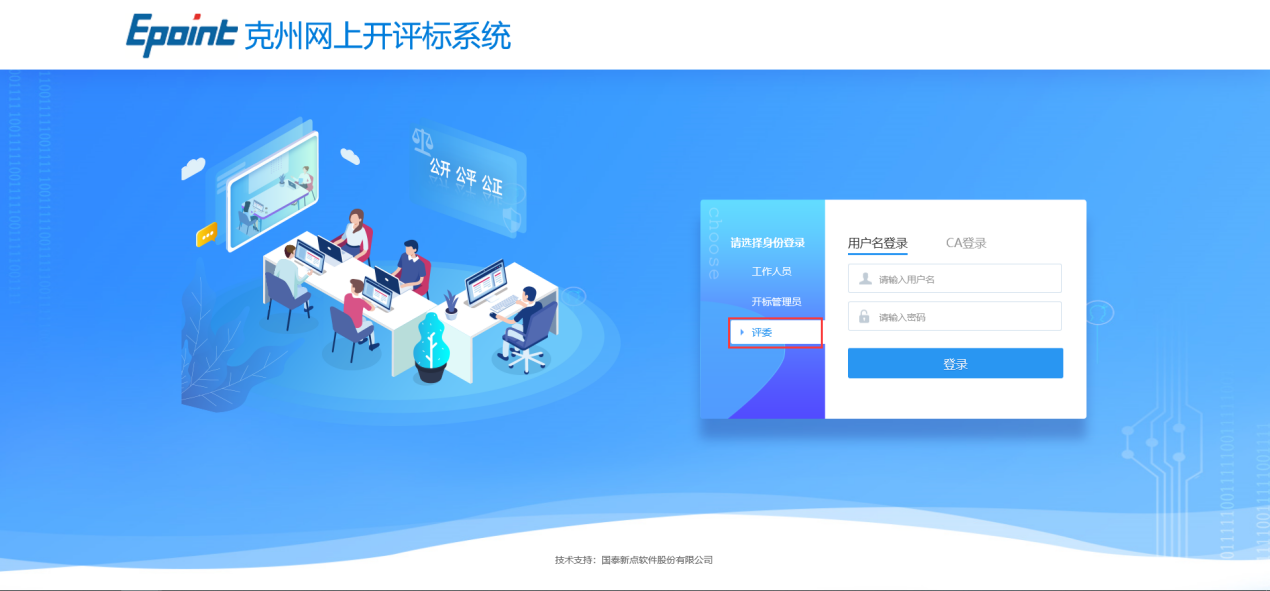 Epoint 克州网上开评标系统
公开 公平 公正
choose
请选择身份登录
工作人员
开标管理员
评委
用户名登录 CA登录
请输入用户名
请输入密码
登录
技术支持：国泰新点软件股份有限公司